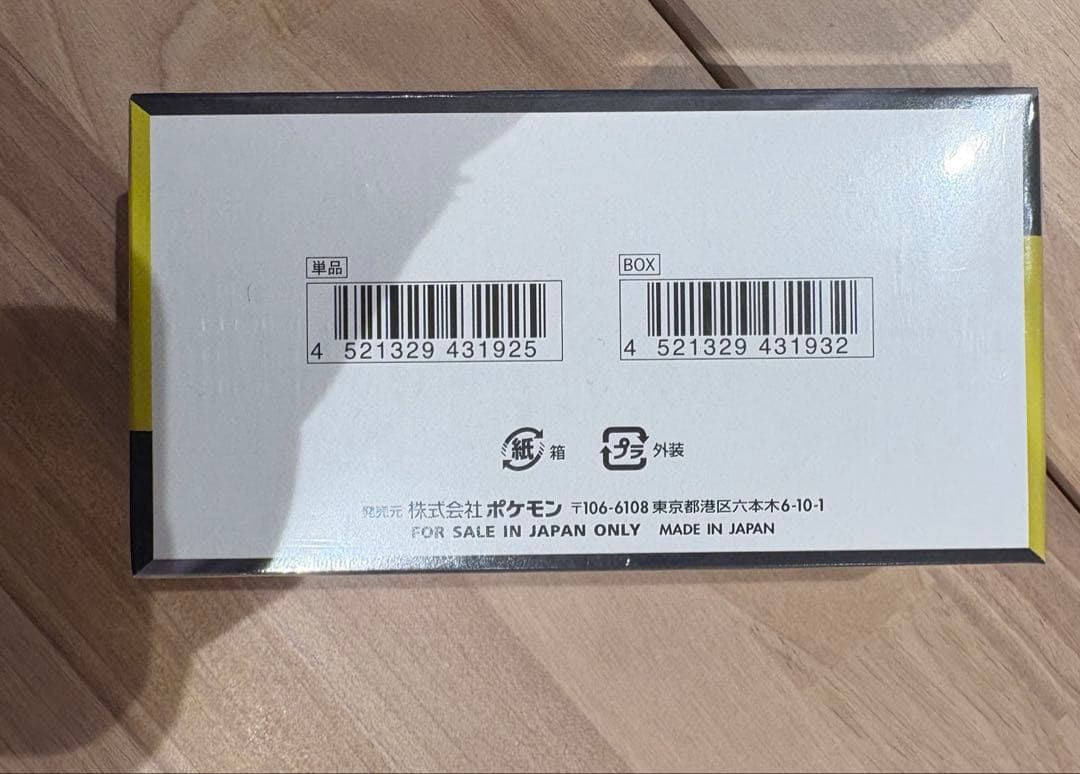 単品
4 521329 431925
BOX
4 521329 431932
紙 箱
プラ 外装
発売元 株式会社ポケモン 〒106-6108 東京都港区六本木6-10-1
FOR SALE IN JAPAN ONLY MADE IN JAPAN